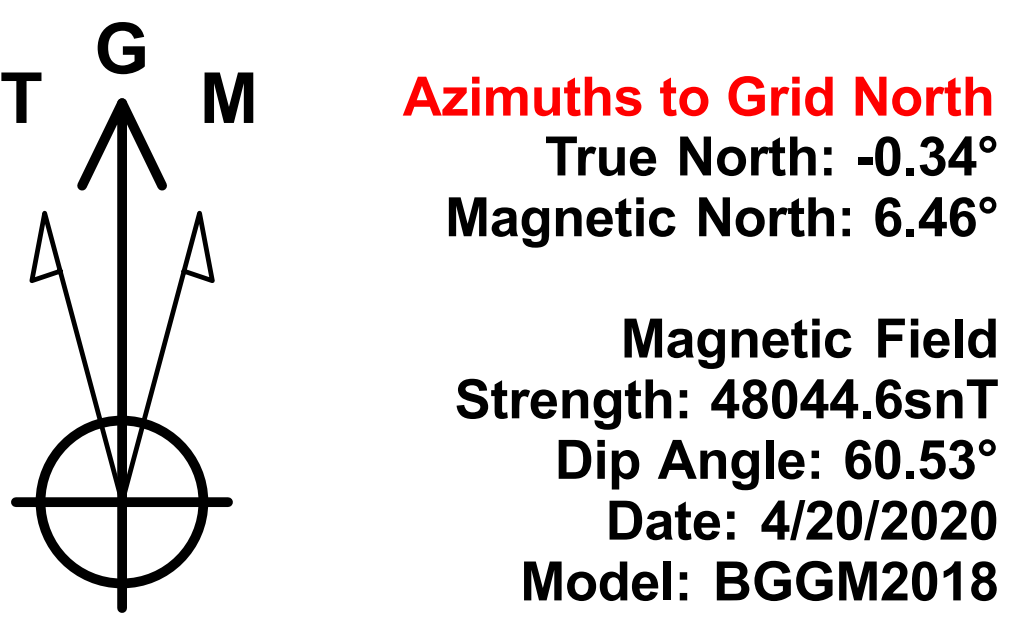 G
T
M
Azimuths to Grid North
True North: -0.34°
Magnetic North: 6.46°
Magnetic Field
Strength: 48044.6snT
Dip Angle: 60.53°
Date: 4/20/2020
Model: BGGM2018